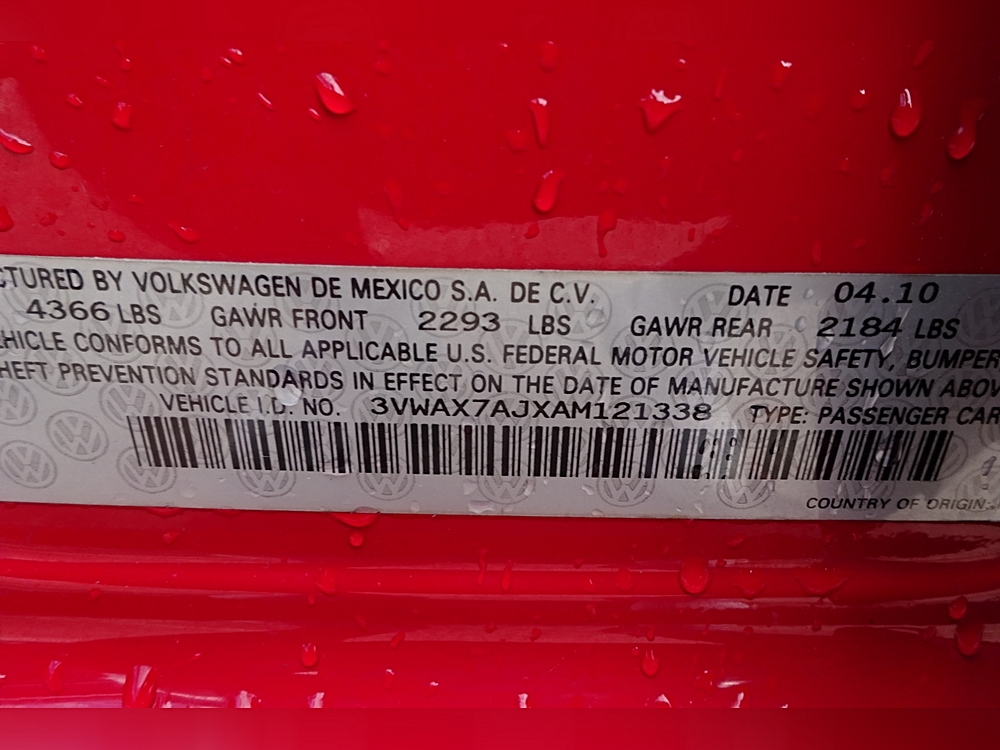 CTURED BY VOLKSWAGEN DE MEXICO S.A. DE C.V. DATE 04.10
4366 LBS GAWR FRONT 2293 LBS GAWR REAR 2184 LBS
HICLE CONFORMS TO ALL APPLICABLE U.S. FEDERAL MOTOR VEHICLE SAFETY, BUMPER
HEFT PREVENTION STANDARDS IN EFFECT ON THE DATE OF MANUFACTURE SHOWN ABOV
VEHICLE I.D. NO. 3VWAX7AJXAM121338 TYPE: PASSENGER CAR
COUNTRY OF ORIGIN: